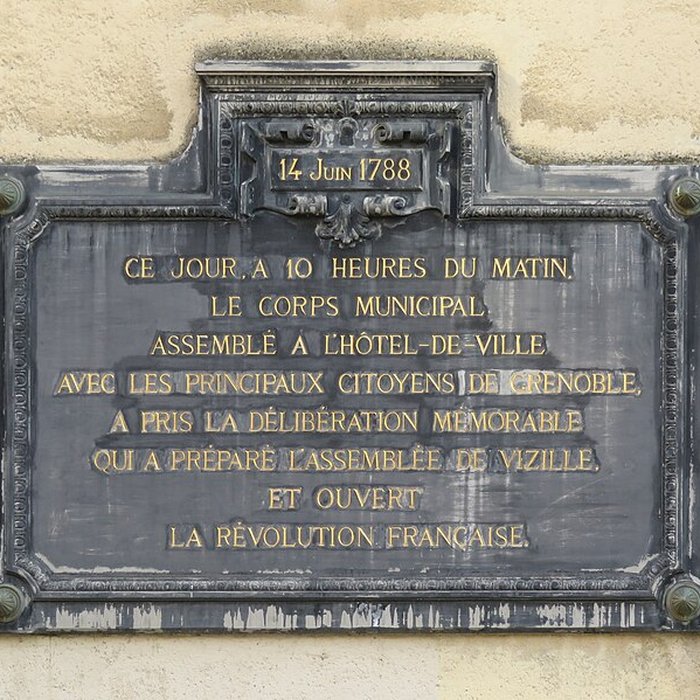 14 JUIN 1788
CE JOUR, A 10 HEURES DU MATIN,
LE CORPS MUNICIPAL
ASSEMBLÉ A L'HÔTEL-DE-VILLE
AVEC LES PRINCIPAUX CITOYENS DE GRENOBLE,
A PRIS LA DÉLIBÉRATION MÉMORABLE
QUI A PRÉPARÉ L'ASSEMBLÉE DE VIZILLE,
ET OUVERT
LA RÉVOLUTION FRANÇAISE.